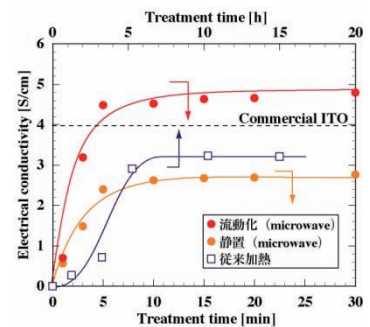 Treatment time [h]
0 5 10 15 20
Electrical conductivity [S/cm]
6
5
4
3
2
1
0
Commercial ITO
流動化 (microwave)
静置 (microwave)
従来加熱
0 5 10 15 20 25 30
Treatment time [min]